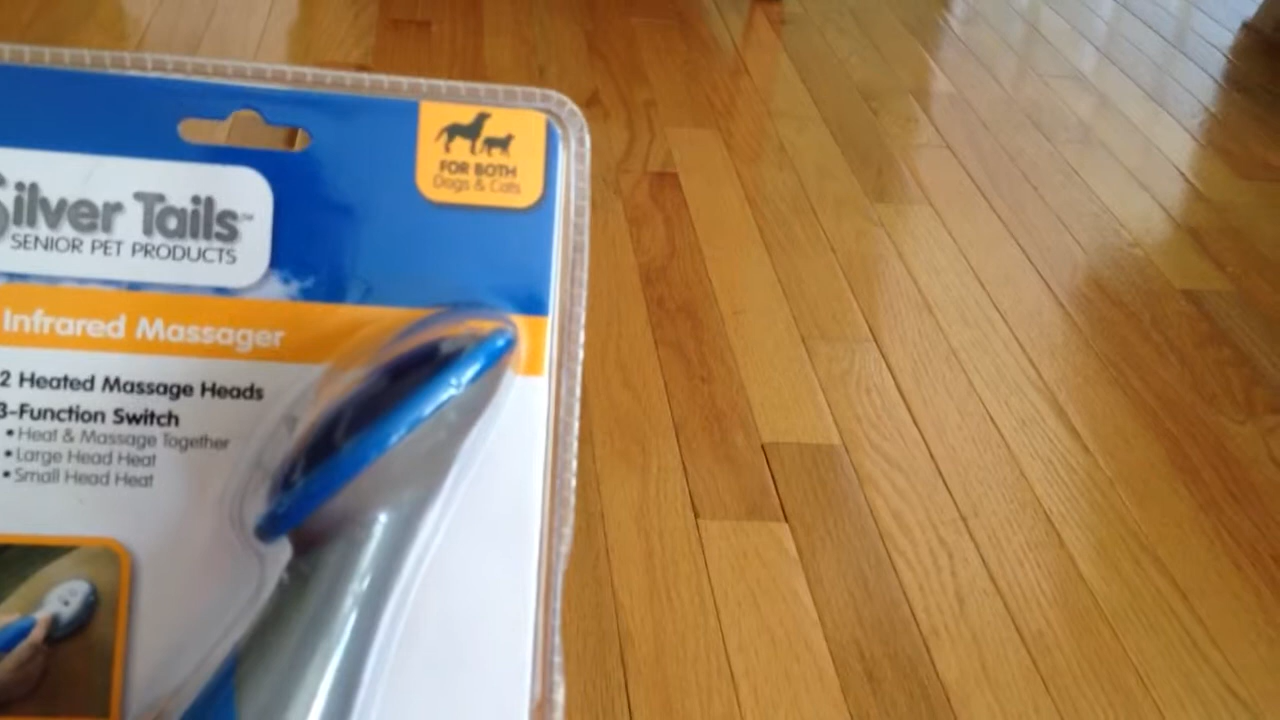 FOR BOTH
Dogs & Cats
Silver Tails™
SENIOR PET PRODUCTS
Infrared Massager
2 Heated Massage Heads
3-Function Switch
• Heat & Massage Together
• Large Head Heat
• Small Head Heat